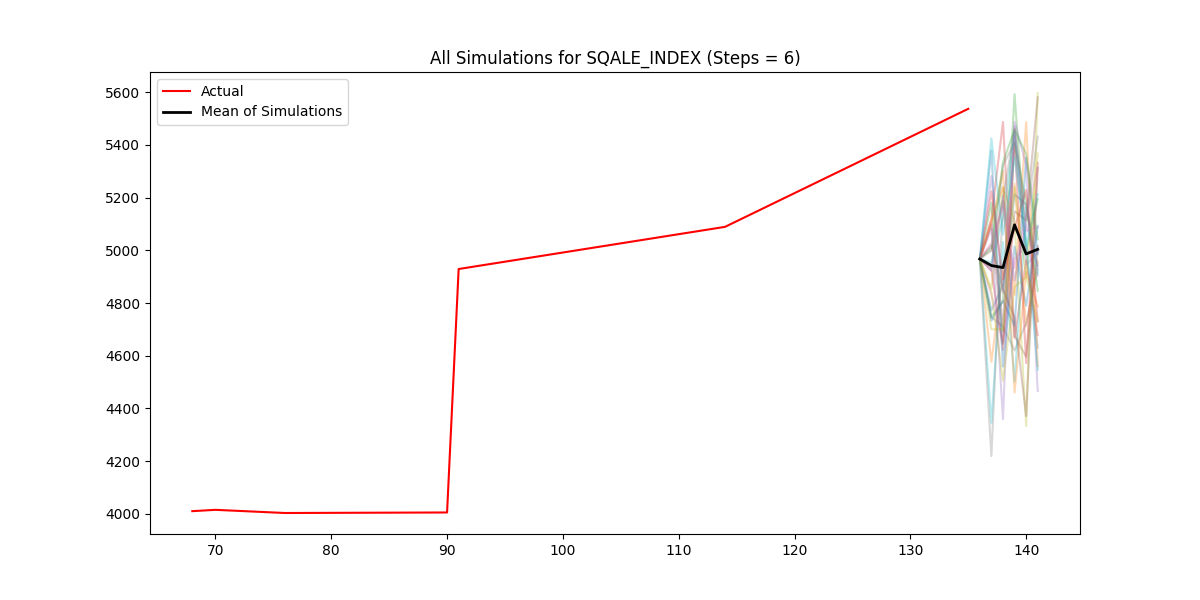 All Simulations for SQALE_INDEX (Steps = 6)
Actual
Mean of Simulations
5600
5400
5200
5000
4800
4600
4400
4200
4000
70 80 90 100 110 120 130 140